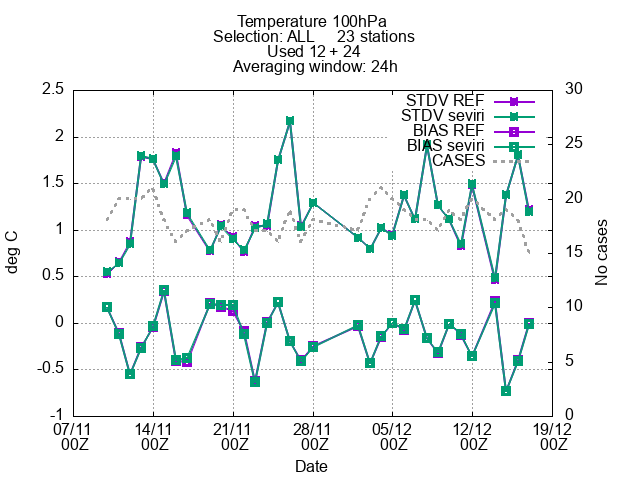 Temperature 100hPa
Selection: ALL 23 stations
Used 12 + 24
Averaging window: 24h
2.5
2
1.5
1
0.5
0
-0.5
-1
deg C
30
25
20
15
10
5
0
No cases
STDV REF
STDV seviri
BIAS REF
BIAS seviri
CASES
07/11 14/11 21/11 28/11 05/12 12/12 19/12
00Z 00Z 00Z 00Z 00Z 00Z 00Z
Date